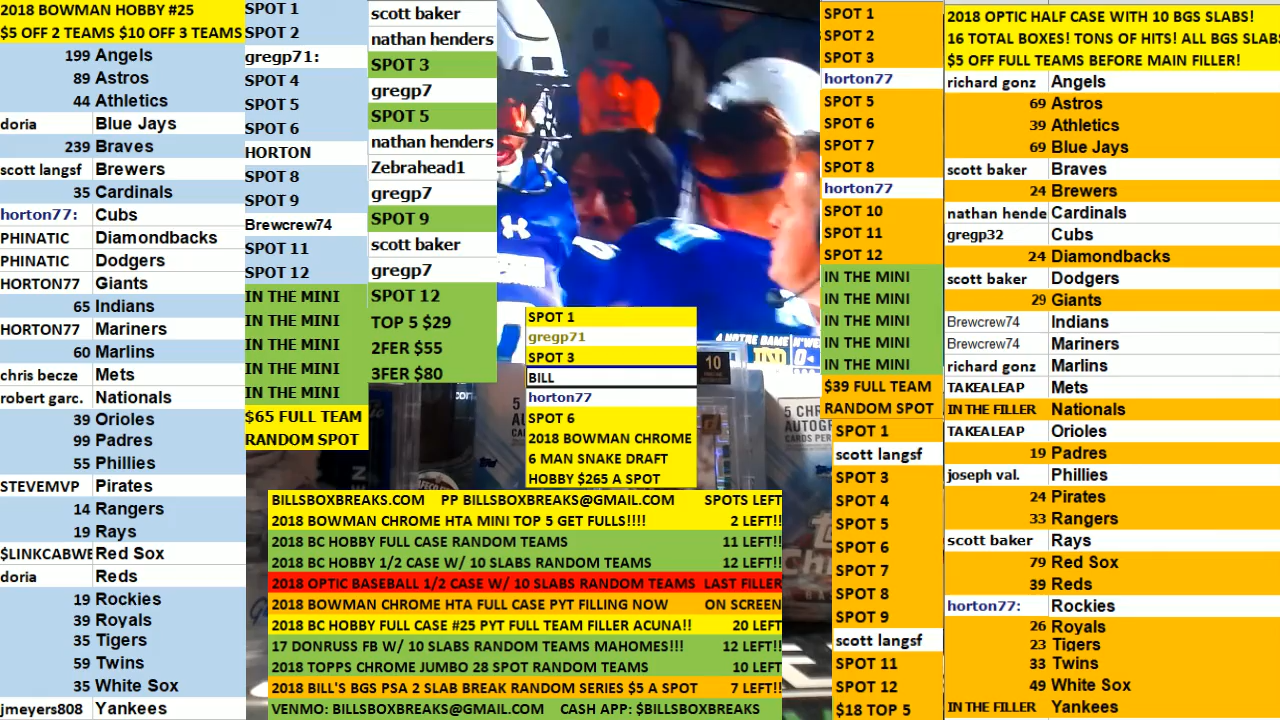 2018 BOWMAN HOBBY #25
$5 OFF 2 TEAMS $10 OFF 3 TEAMS
199 Angels
89 Astros
44 Athletics
doria Blue Jays
239 Braves
scott langsf Brewers
35 Cardinals
horton77: Cubs
PHINATIC Diamondbacks
PHINATIC Dodgers
HORTON77 Giants
65 Indians
HORTON77 Mariners
60 Marlins
chris becze Mets
robert garc. Nationals
39 Orioles
99 Padres
55 Phillies
STEVEMVP Pirates
14 Rangers
19 Rays
$LINKCABWE Red Sox
doria Reds
19 Rockies
39 Royals
35 Tigers
59 Twins
35 White Sox
jmeyers808 Yankees
SPOT 1
SPOT 2
gregp71:
SPOT 4
SPOT 5
SPOT 6
HORTON
SPOT 8
SPOT 9
Brewcrew74
SPOT 11
SPOT 12
IN THE MINI
IN THE MINI
IN THE MINI
IN THE MINI
IN THE MINI
$65 FULL TEAM
RANDOM SPOT
scott baker
nathan henders
SPOT 3
gregp7
SPOT 5
nathan henders
Zebrahead1
gregp7
SPOT 9
scott baker
gregp7
SPOT 12
TOP 5 $29
2FER $55
3FER $80
4 NOTRE DAME
N'WE
0
10
SPOT 1
gregp71
SPOT 3
BILL
horton77
SPOT 6
2018 BOWMAN CHROME
6 MAN SNAKE DRAFT
HOBBY $265 A SPOT
5 CHR
AUTOG
CARDS PER
BILLSBOXBREAKS.COM PP BILLSBOXBREAKS@GMAIL.COM SPOTS LEFT
2018 BOWMAN CHROME HTA MINI TOP 5 GET FULLS!!!! 2 LEFT!!
2018 BC HOBBY FULL CASE RANDOM TEAMS 11 LEFT!!
2018 BC HOBBY 1/2 CASE W/ 10 SLABS RANDOM TEAMS 12 LEFT!!
2018 OPTIC BASEBALL 1/2 CASE W/ 10 SLABS RANDOM TEAMS LAST FILLER
2018 BOWMAN CHROME HTA FULL CASE PYT FILLING NOW ON SCREEN
2018 BC HOBBY FULL CASE #25 PYT FULL TEAM FILLER ACUNA!! 20 LEFT
17 DONRUSS FB W/ 10 SLABS RANDOM TEAMS MAHOMES!!! 12 LEFT!!
2018 TOPPS CHROME JUMBO 28 SPOT RANDOM TEAMS 10 LEFT
2018 BILL'S BGS PSA 2 SLAB BREAK RANDOM SERIES $5 A SPOT 7 LEFT!!
VENMO: BILLSBOXBREAKS@GMAIL.COM CASH APP: $BILLSBOXBREAKS
SPOT 1
SPOT 2
SPOT 3
horton77
SPOT 5
SPOT 6
SPOT 7
SPOT 8
horton77
SPOT 10
SPOT 11
SPOT 12
IN THE MINI
IN THE MINI
IN THE MINI
IN THE MINI
IN THE MINI
$39 FULL TEAM
RANDOM SPOT
SPOT 1
scott langsf
SPOT 3
SPOT 4
SPOT 5
SPOT 6
SPOT 7
SPOT 8
SPOT 9
scott langsf
SPOT 11
SPOT 12
$18 TOP 5
2018 OPTIC HALF CASE WITH 10 BGS SLABS!
16 TOTAL BOXES! TONS OF HITS! ALL BGS SLABS
$5 OFF FULL TEAMS BEFORE MAIN FILLER!
richard gonz Angels
69 Astros
39 Athletics
69 Blue Jays
scott baker Braves
24 Brewers
nathan hende Cardinals
gregp32 Cubs
24 Diamondbacks
scott baker Dodgers
29 Giants
Brewcrew74 Indians
Brewcrew74 Mariners
richard gonz Marlins
TAKEALEAP Mets
IN THE FILLER Nationals
TAKEALEAP Orioles
19 Padres
joseph val. Phillies
24 Pirates
33 Rangers
scott baker Rays
79 Red Sox
39 Reds
horton77: Rockies
26 Royals
23 Tigers
33 Twins
49 White Sox
IN THE FILLER Yankees